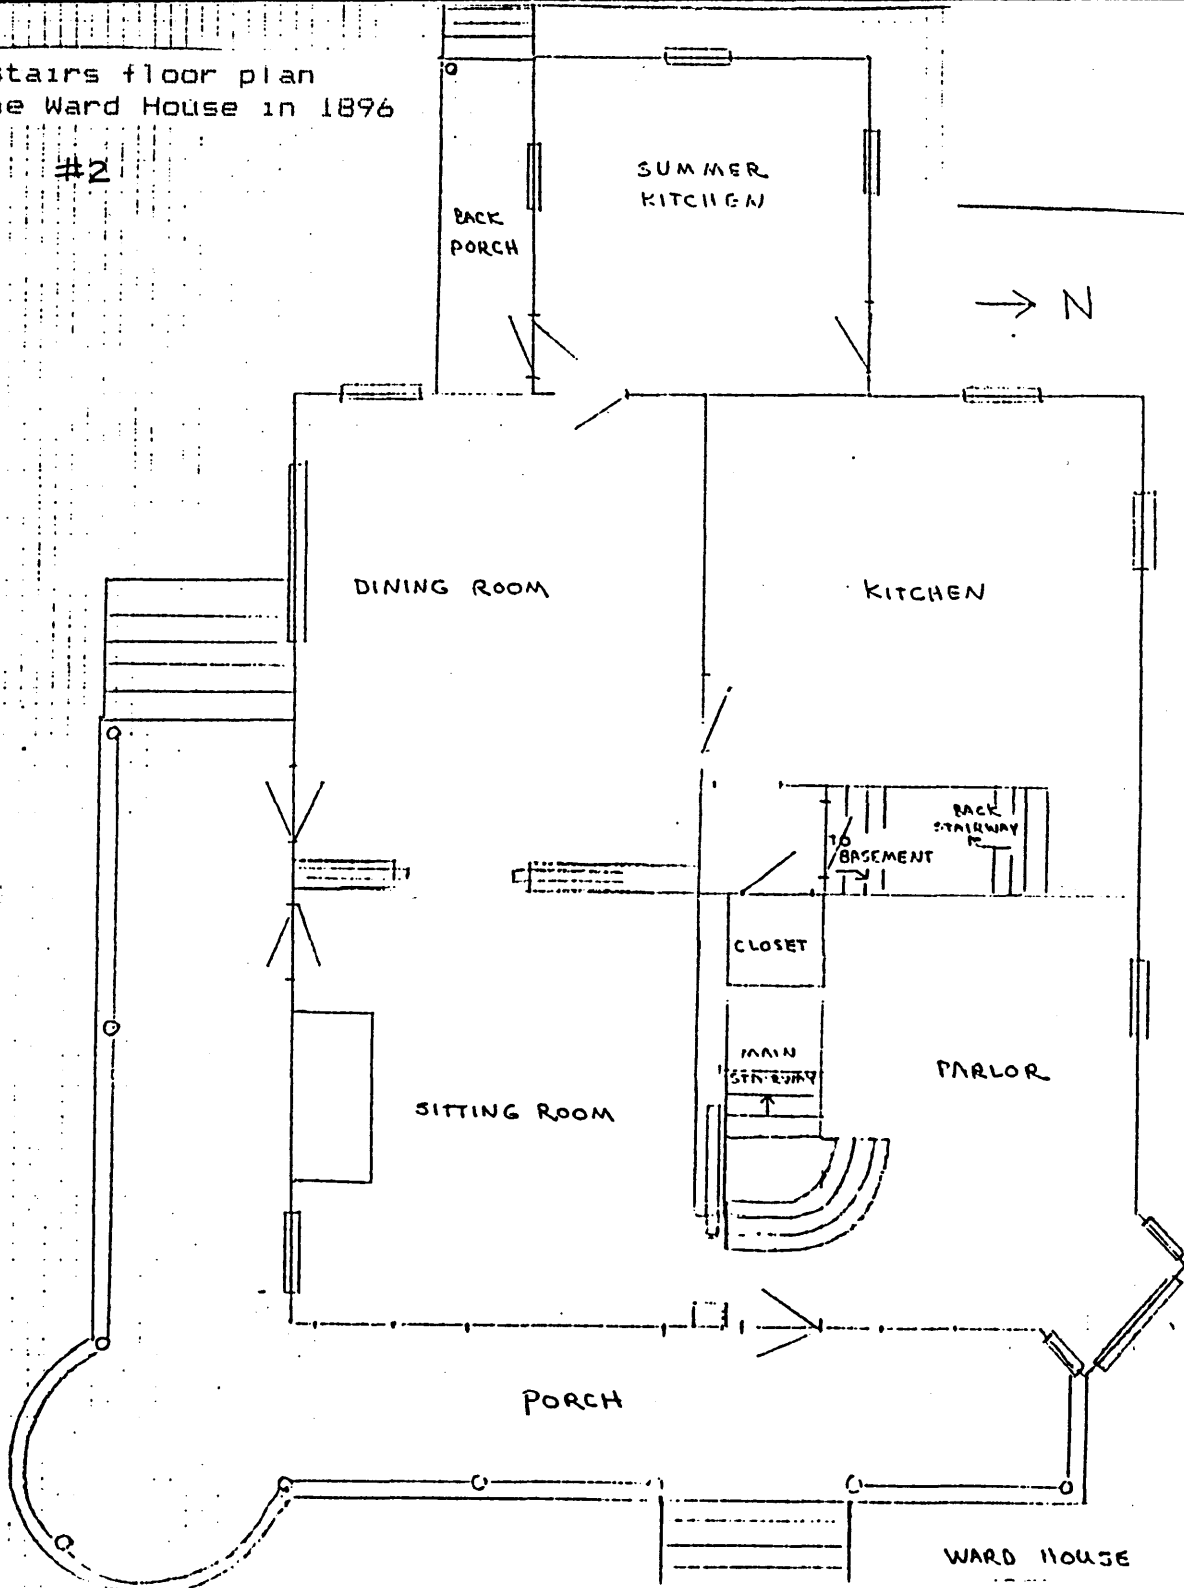 stairs floor plan
e Ward House in 1896
#2
SUMMER
KITCHEN
BACK
PORCH
N
DINING ROOM
KITCHEN
BACK
STAIRWAY
TO
BASEMENT
CLOSET
MAIN
STAIRWAY
PARLOR
SITTING ROOM
PORCH
WARD HOUSE